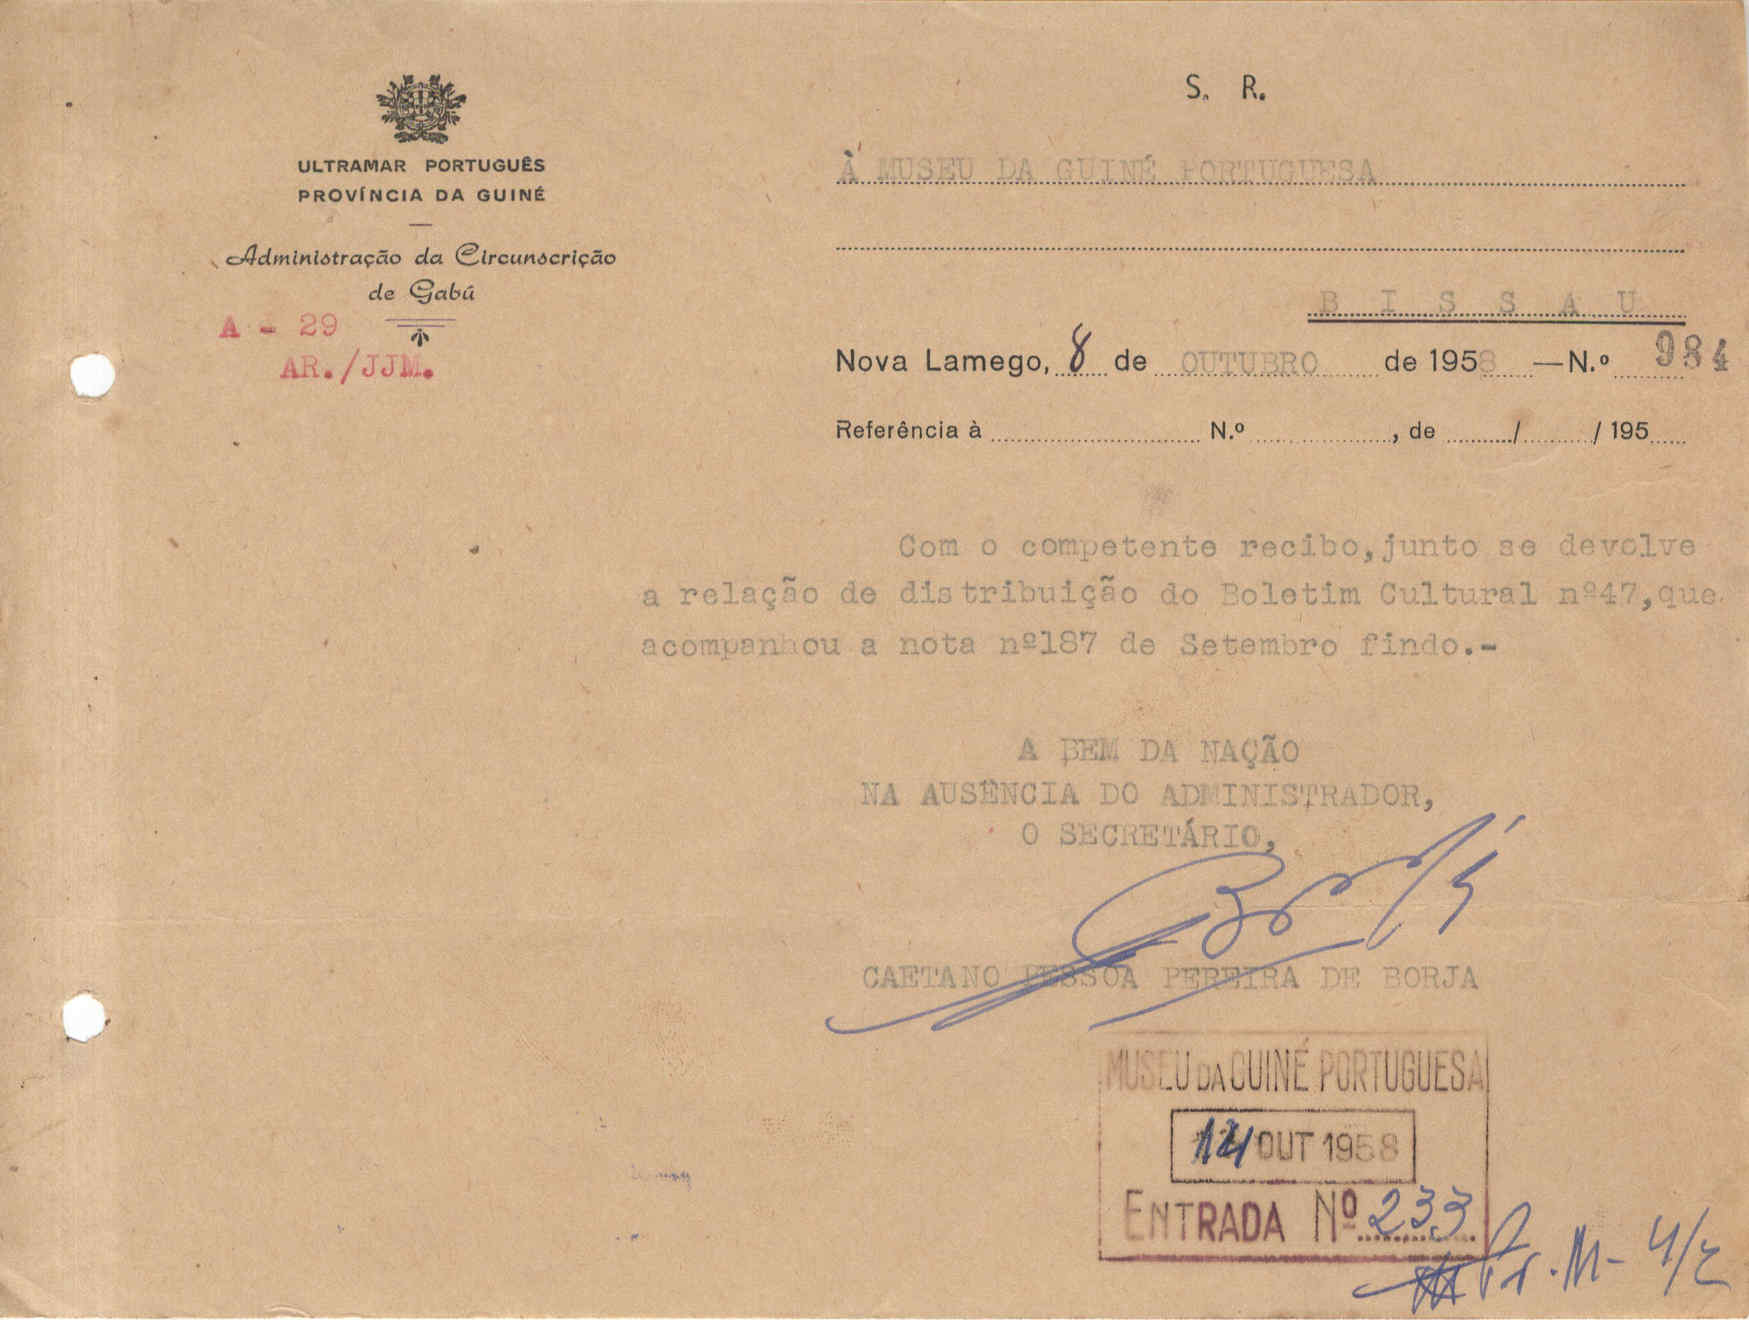 S. R.
ULTRAMAR PORTUGUÊS
PROVÍNCIA DA GUINÉ
Administração da Circunscrição
de Gabú
A - 29
AR./JJM.
À MUSEU DA GUINÉ PORTUGUESA
B I S S A U
Nova Lamego, 8 de OUTUBRO de 1958 — N.º 984
Referência à N.º , de / / 195
Com o competente recibo,junto se devolve
a relação de distribuição do Boletim Cultural nº47,que
acompanhou a nota nº187 de Setembro findo.-
A BEM DA NAÇÃO
NA AUSÊNCIA DO ADMINISTRADOR,
O SECRETÁRIO,
Borja
CAETANO PESSOA PEREIRA DE BORJA
MUSEU DA GUINÉ PORTUGUESA
14 OUT 1958
ENTRADA Nº 233